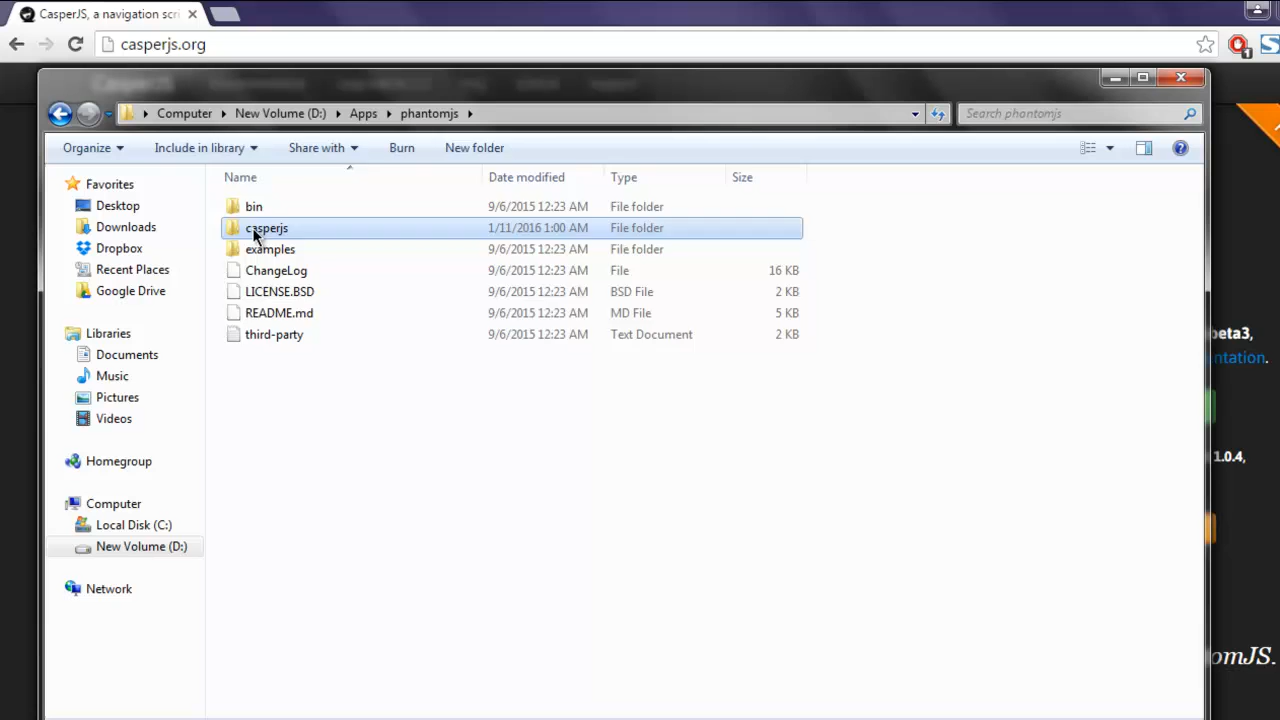 CasperJS, a navigation scri
casperjs.org
1
Computer
New Volume (D:)
Apps
phantomjs
Search phantomjs
Organize
Include in library
Share with
Burn
New folder
Name
Date modified
Type
Size
Favorites
Desktop
Downloads
Dropbox
Recent Places
Google Drive
Libraries
Documents
Music
Pictures
Videos
Homegroup
Computer
Local Disk (C:)
New Volume (D:)
Network
bin 9/6/2015 12:23 AM File folder
casperjs 1/11/2016 1:00 AM File folder
examples 9/6/2015 12:23 AM File folder
ChangeLog 9/6/2015 12:23 AM File 16 KB
LICENSE.BSD 9/6/2015 12:23 AM BSD File 2 KB
README.md 9/6/2015 12:23 AM MD File 5 KB
third-party 9/6/2015 12:23 AM Text Document 2 KB
beta3,
ntation.
1.0.4,
omJS.